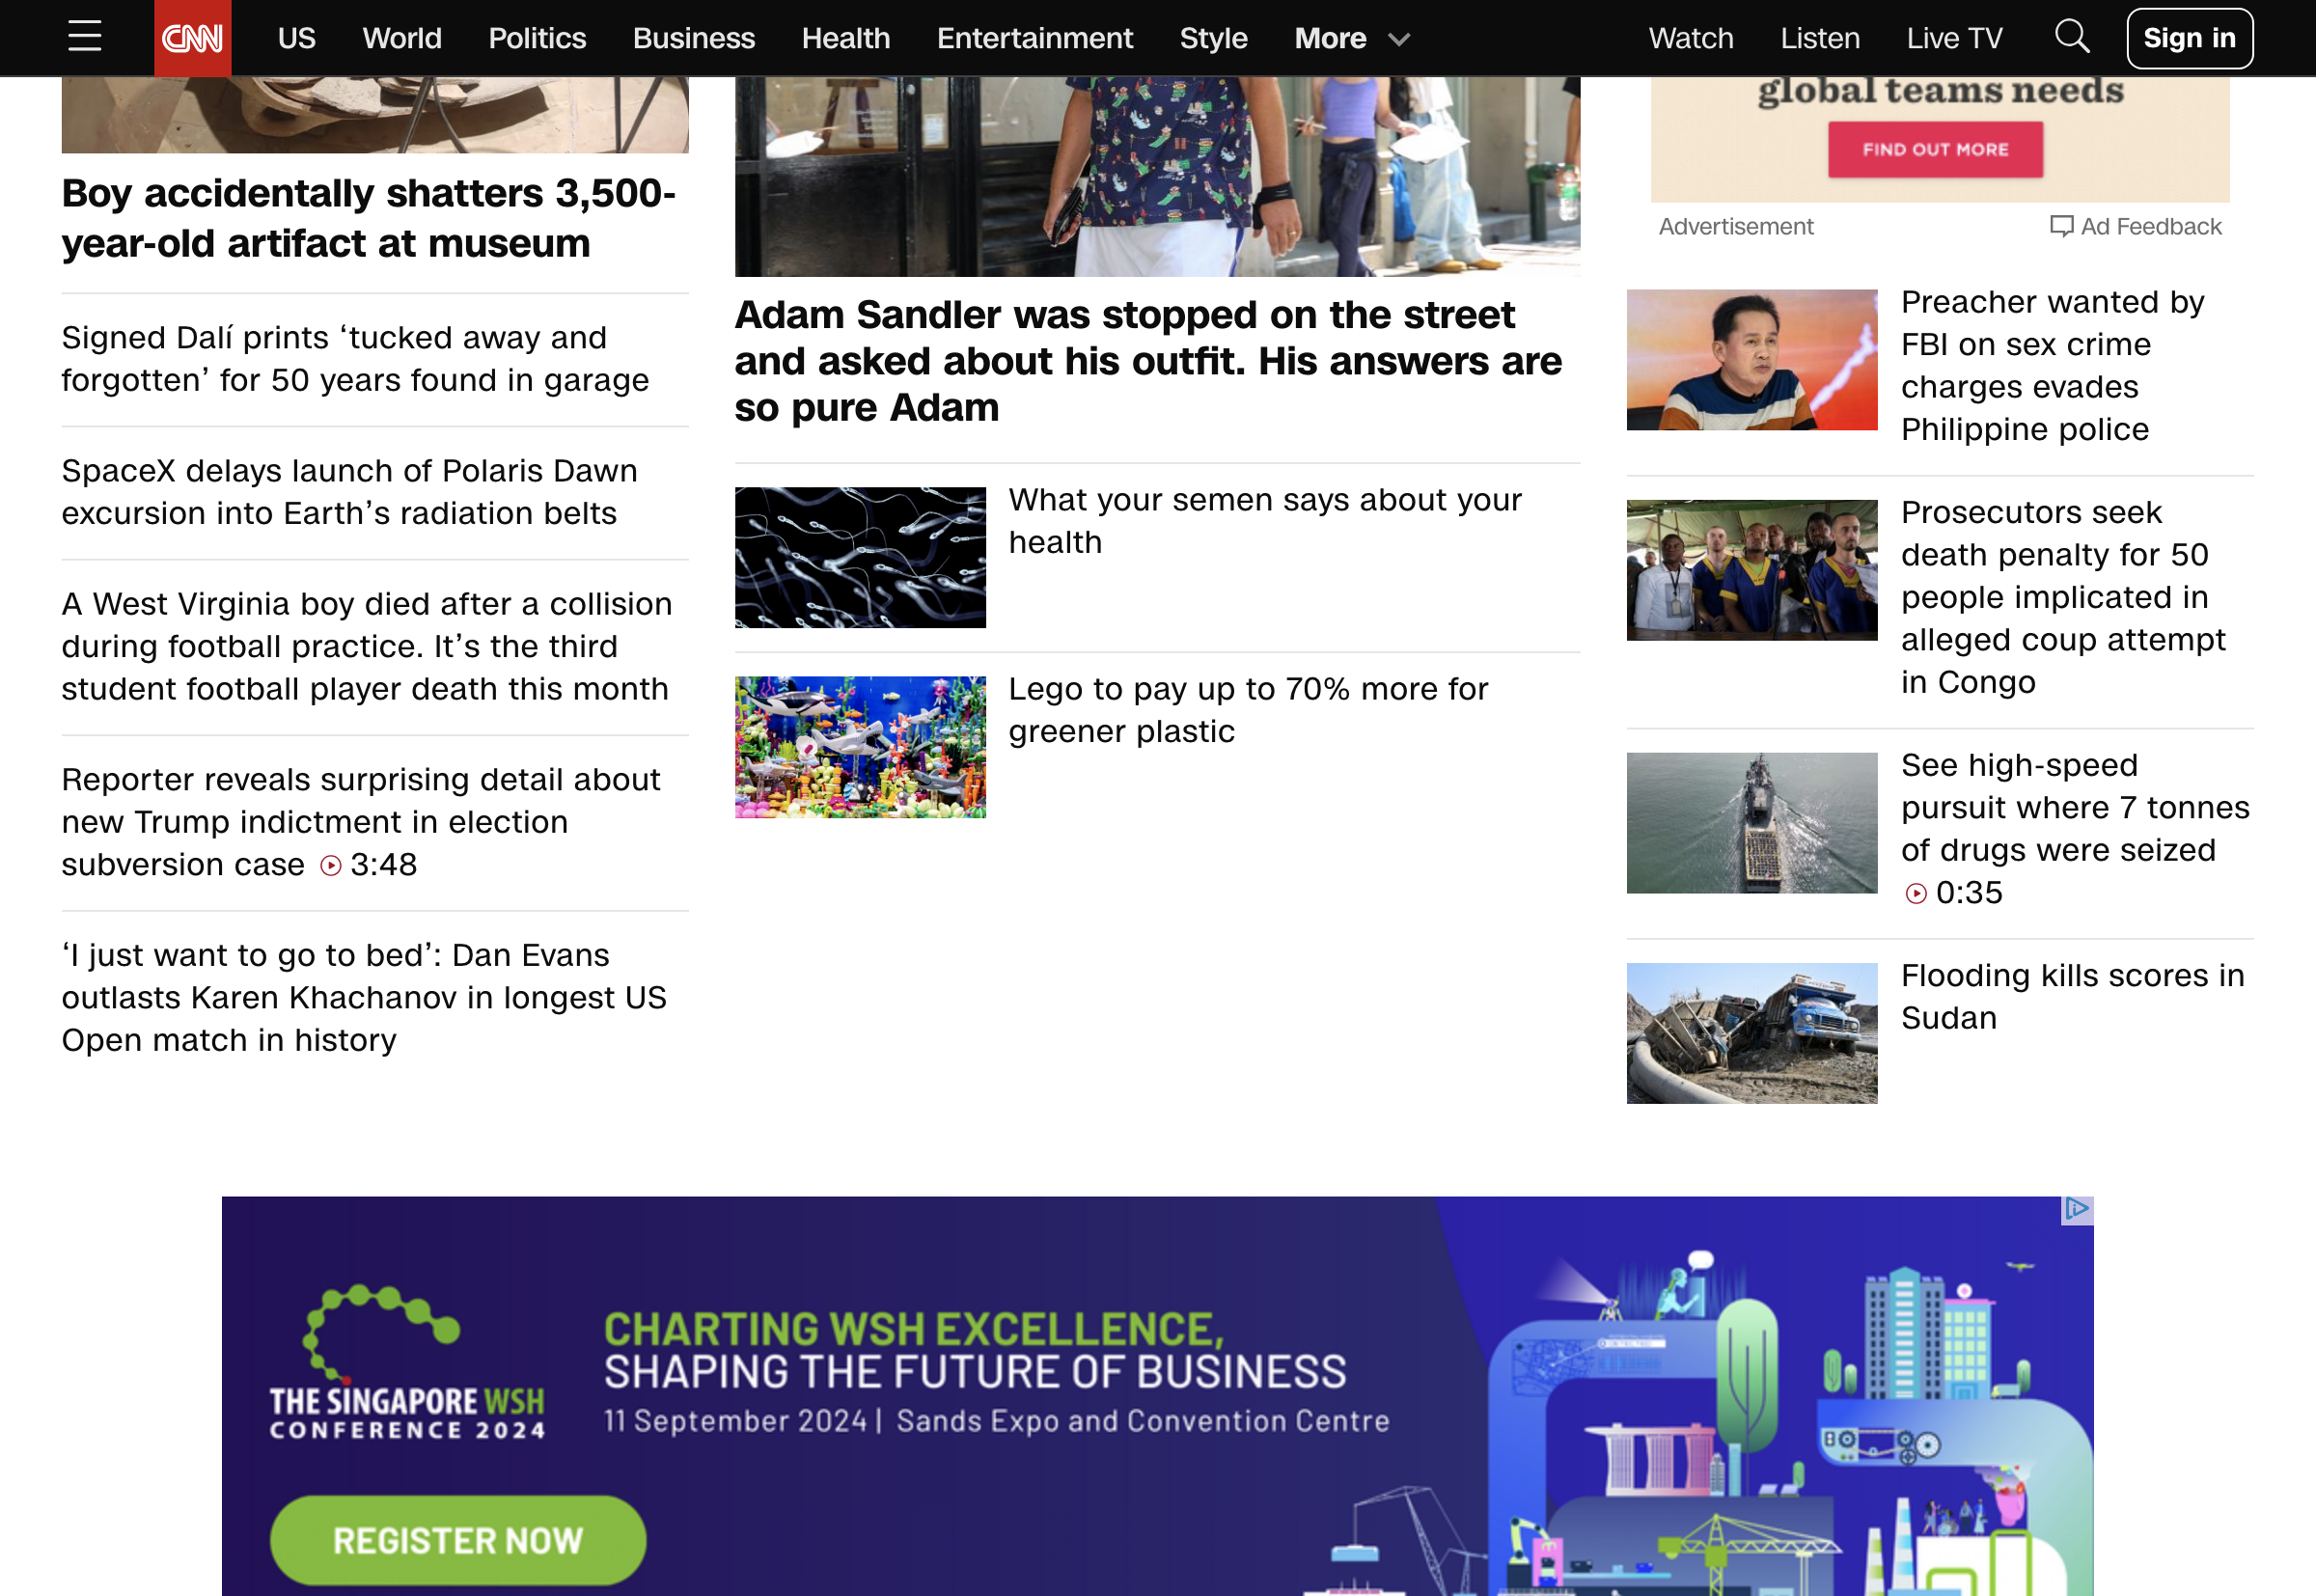 CNN
US
World
Politics
Business
Health
Entertainment
Style
More
Watch
Listen
Live TV
Sign in
Boy accidentally shatters 3,500-
year-old artifact at museum
Signed Dalí prints ‘tucked away and
forgotten’ for 50 years found in garage
SpaceX delays launch of Polaris Dawn
excursion into Earth’s radiation belts
A West Virginia boy died after a collision
during football practice. It’s the third
student football player death this month
Reporter reveals surprising detail about
new Trump indictment in election
subversion case 3:48
‘I just want to go to bed’: Dan Evans
outlasts Karen Khachanov in longest US
Open match in history
Adam Sandler was stopped on the street
and asked about his outfit. His answers are
so pure Adam
What your semen says about your
health
Lego to pay up to 70% more for
greener plastic
global teams needs
FIND OUT MORE
Advertisement
Ad Feedback
Preacher wanted by
FBI on sex crime
charges evades
Philippine police
Prosecutors seek
death penalty for 50
people implicated in
alleged coup attempt
in Congo
See high-speed
pursuit where 7 tonnes
of drugs were seized
0:35
Flooding kills scores in
Sudan
THE SINGAPORE WSH
CONFERENCE 2024
CHARTING WSH EXCELLENCE,
SHAPING THE FUTURE OF BUSINESS
11 September 2024 | Sands Expo and Convention Centre
REGISTER NOW